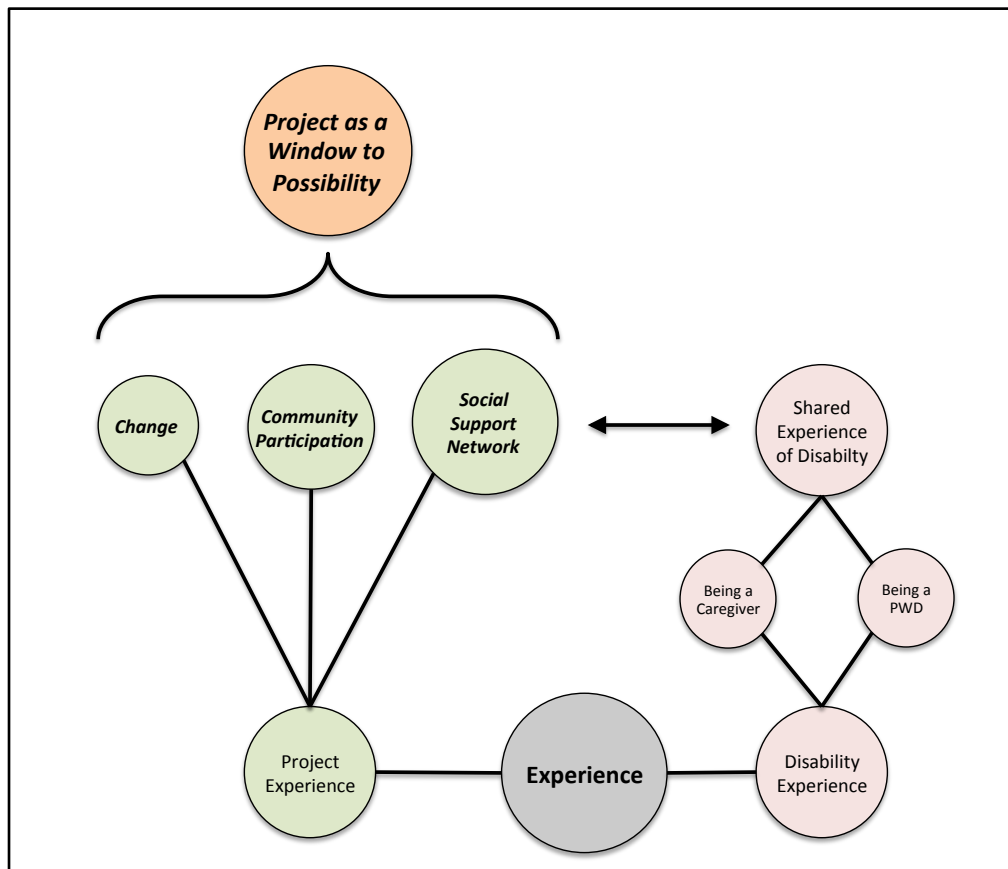 Project as a
Window to
Possibility
Change
Community
Participation
Social
Support
Network
Shared
Experience
of Disabilty
Being a
Caregiver
Being a
PWD
Project
Experience
Experience
Disability
Experience